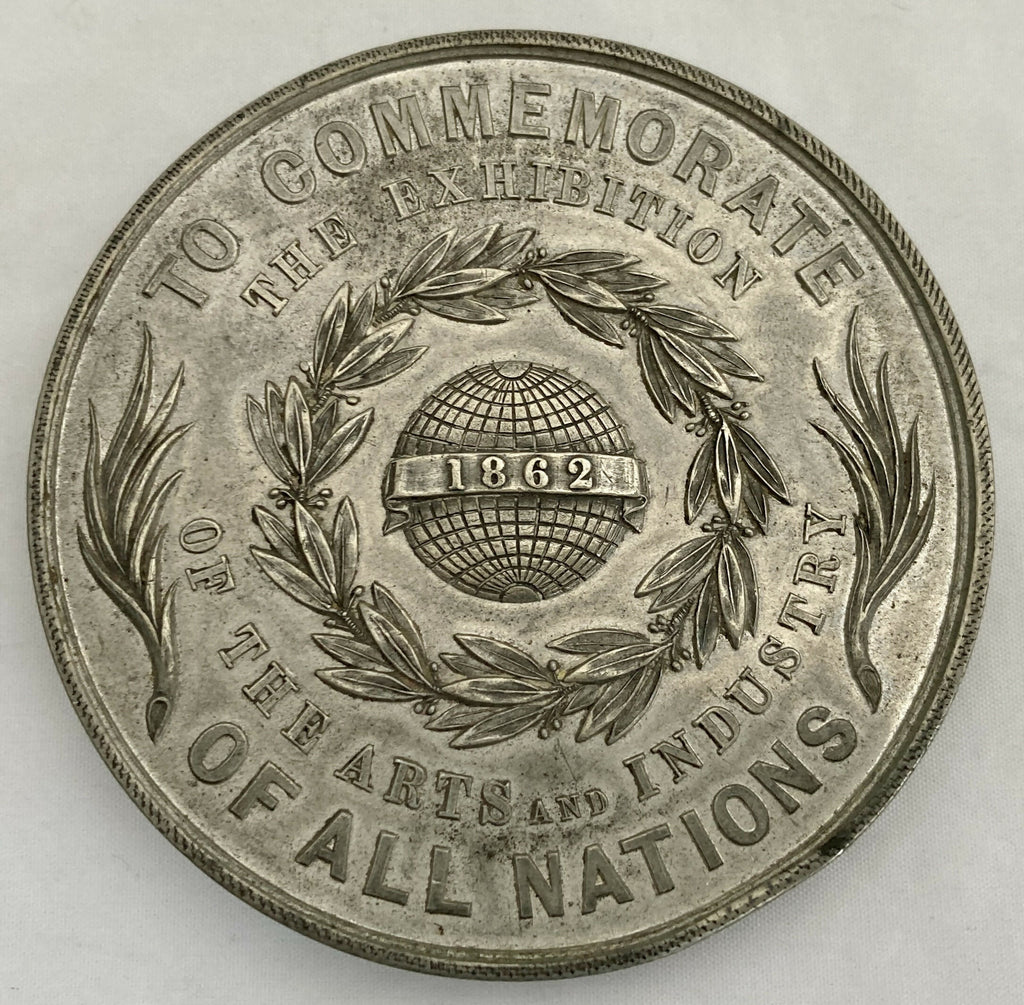 TO COMMEMORATE
THE EXHIBITION
1862
OF THE ARTS AND INDUSTRY
OF ALL NATIONS